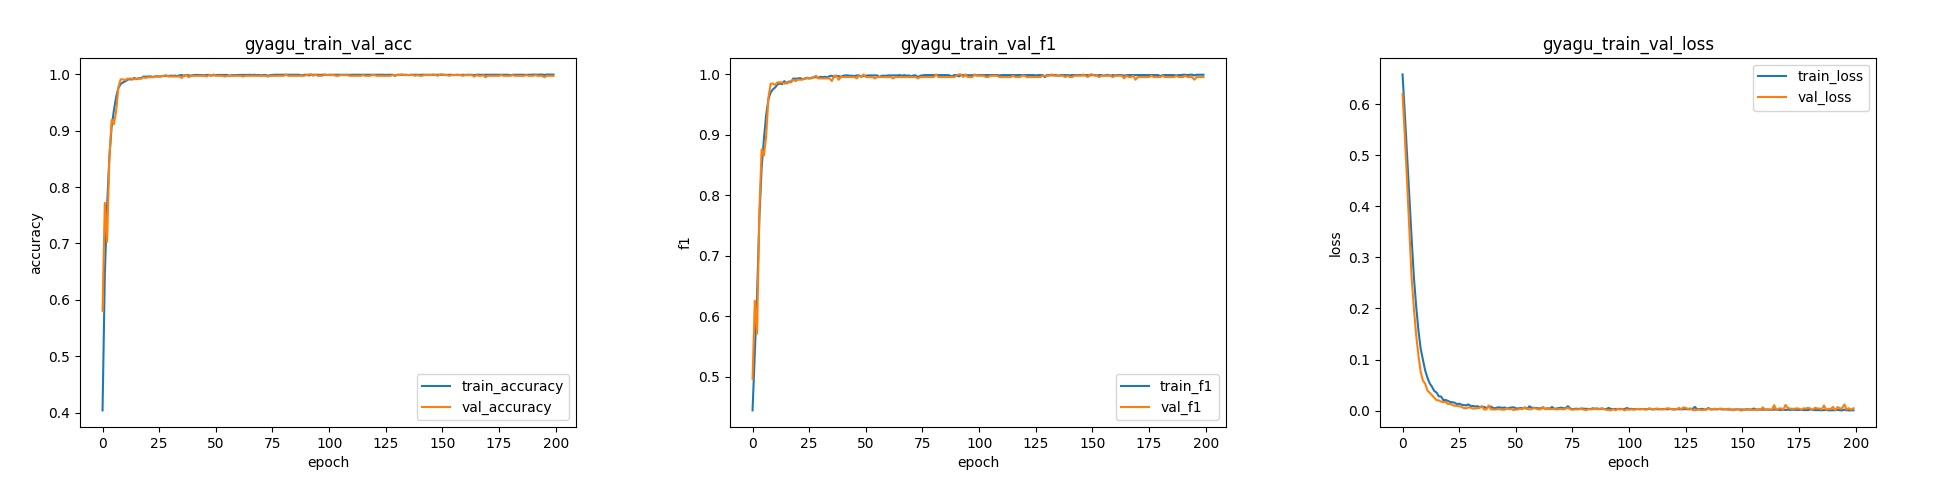 gyagu_train_val_acc
accuracy
1.0
0.9
0.8
0.7
0.6
0.5
0.4
0 25 50 75 100 125 150 175 200
epoch
train_accuracy
val_accuracy
gyagu_train_val_f1
f1
1.0
0.9
0.8
0.7
0.6
0.5
0 25 50 75 100 125 150 175 200
epoch
train_f1
val_f1
gyagu_train_val_loss
loss
0.6
0.5
0.4
0.3
0.2
0.1
0.0
0 25 50 75 100 125 150 175 200
epoch
train_loss
val_loss